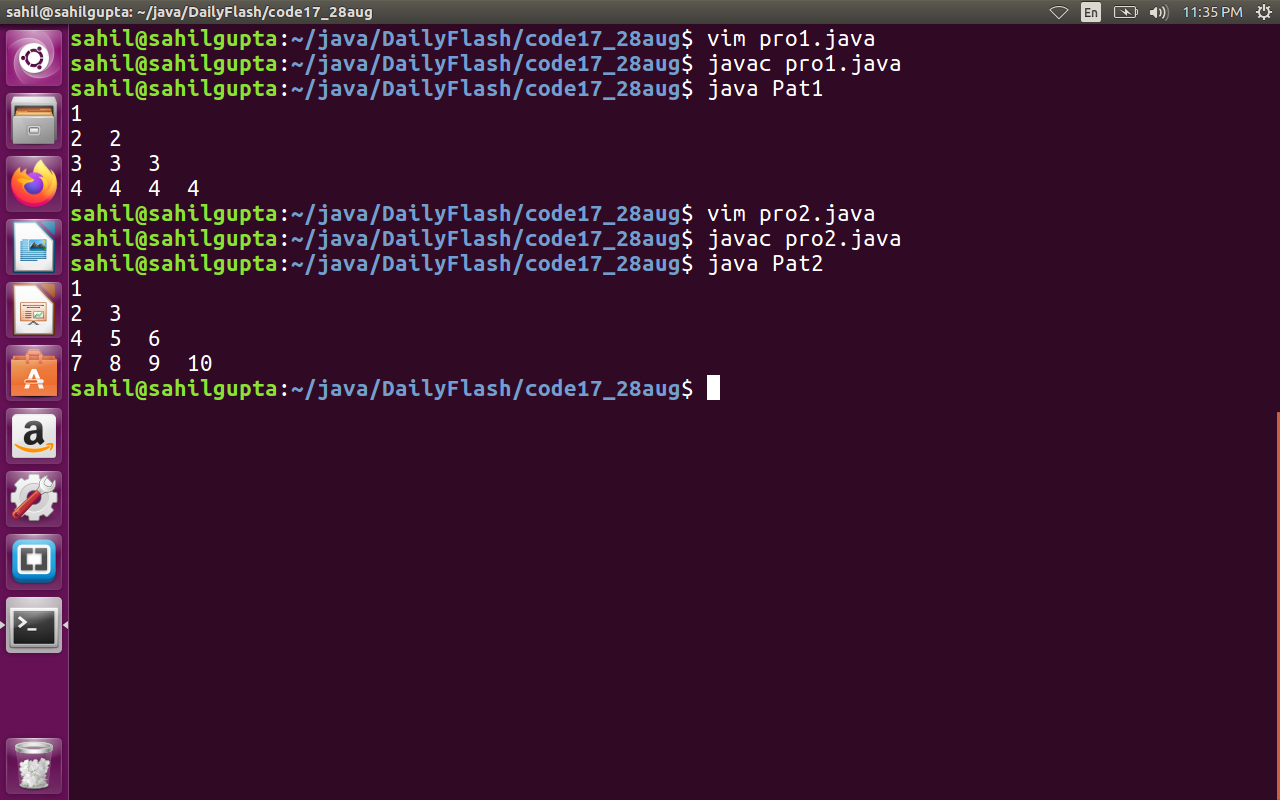 sahil@sahilgupta: ~/java/DailyFlash/code17_28aug En 11:35 PM
sahil@sahilgupta:~/java/DailyFlash/code17_28aug$ vim pro1.java
sahil@sahilgupta:~/java/DailyFlash/code17_28aug$ javac pro1.java
sahil@sahilgupta:~/java/DailyFlash/code17_28aug$ java Pat1
1
2  2
3  3  3
4  4  4  4
sahil@sahilgupta:~/java/DailyFlash/code17_28aug$ vim pro2.java
sahil@sahilgupta:~/java/DailyFlash/code17_28aug$ javac pro2.java
sahil@sahilgupta:~/java/DailyFlash/code17_28aug$ java Pat2
1
2  3
4  5  6
7  8  9  10
sahil@sahilgupta:~/java/DailyFlash/code17_28aug$